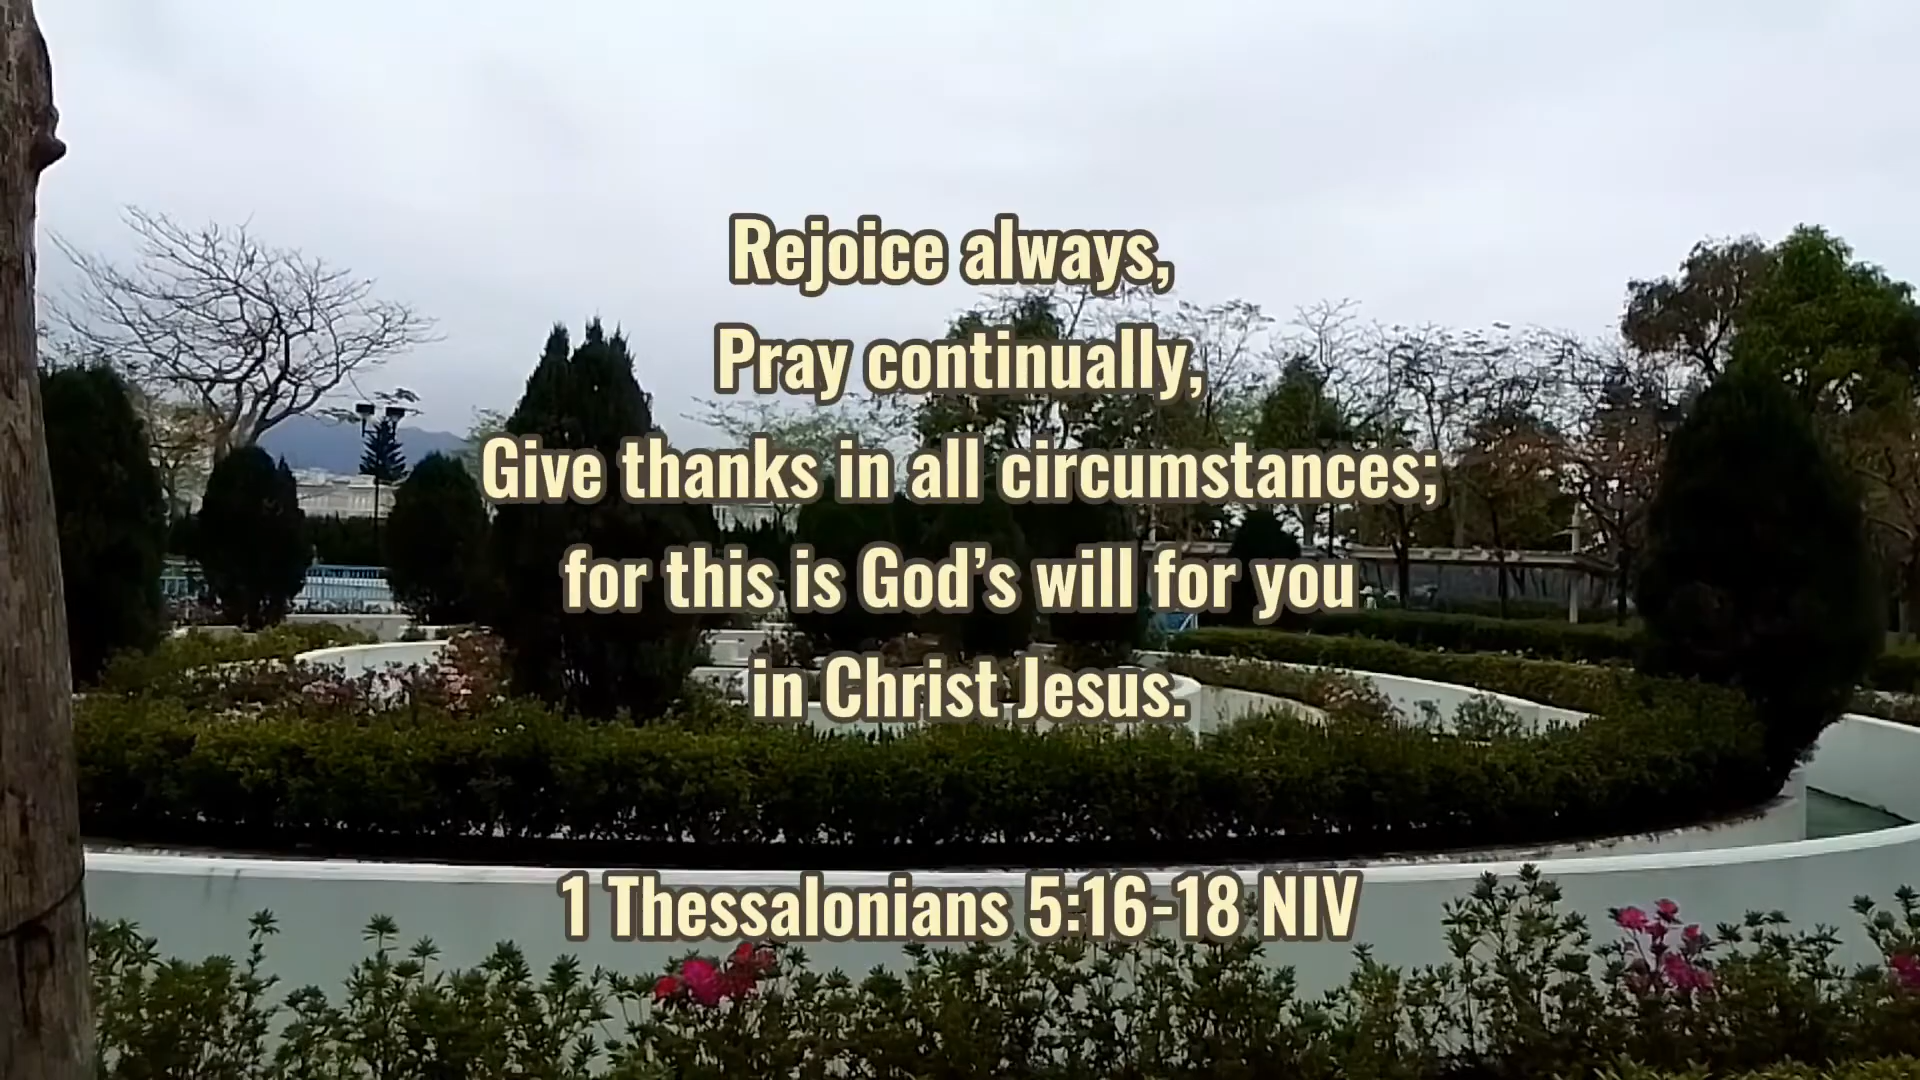 Rejoice always,
Pray continually,
Give thanks in all circumstances;
for this is God’s will for you
in Christ Jesus.
1 Thessalonians 5:16-18 NIV